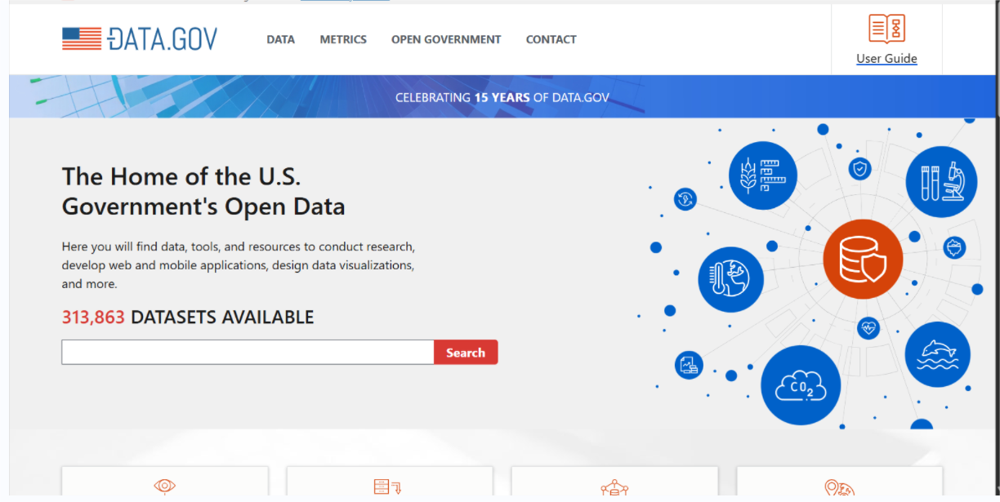 DATA.GOV
DATA
METRICS
OPEN GOVERNMENT
CONTACT
User Guide
CELEBRATING 15 YEARS OF DATA.GOV
The Home of the U.S.
Government's Open Data
Here you will find data, tools, and resources to conduct research,
develop web and mobile applications, design data visualizations,
and more.
313,863 DATASETS AVAILABLE
Search
CO2